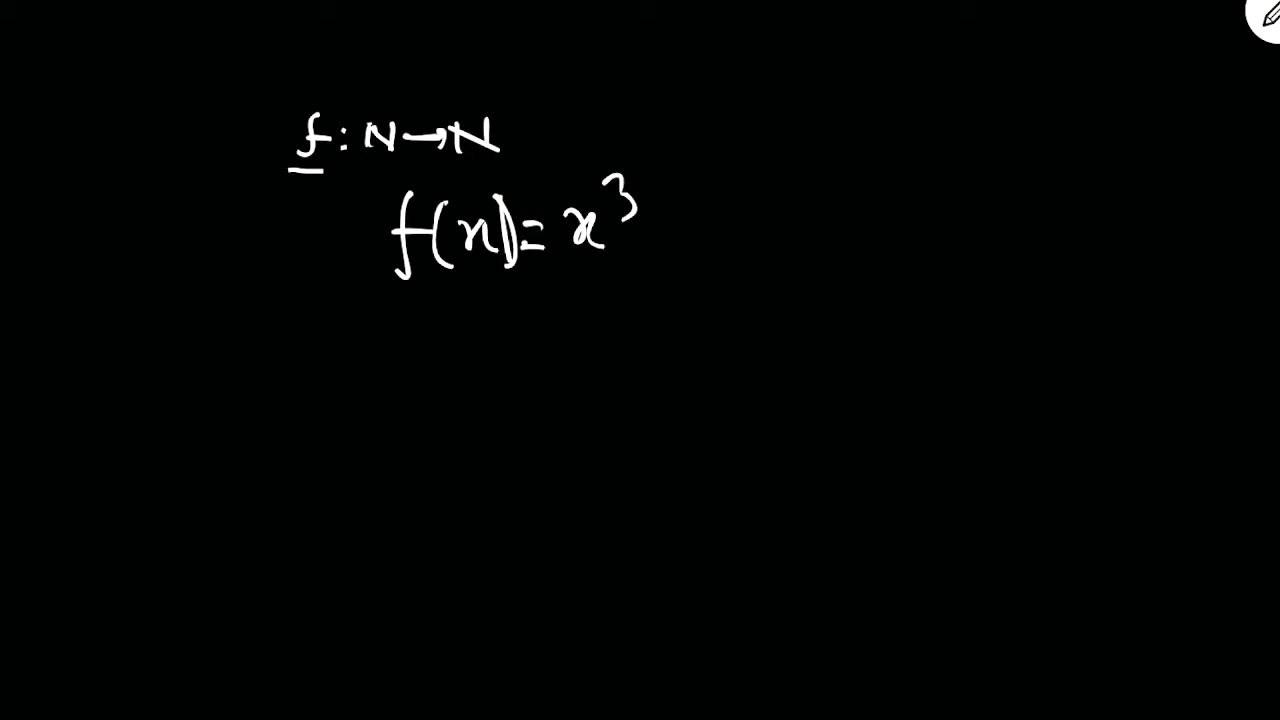 f : N → N
f(x) = x³